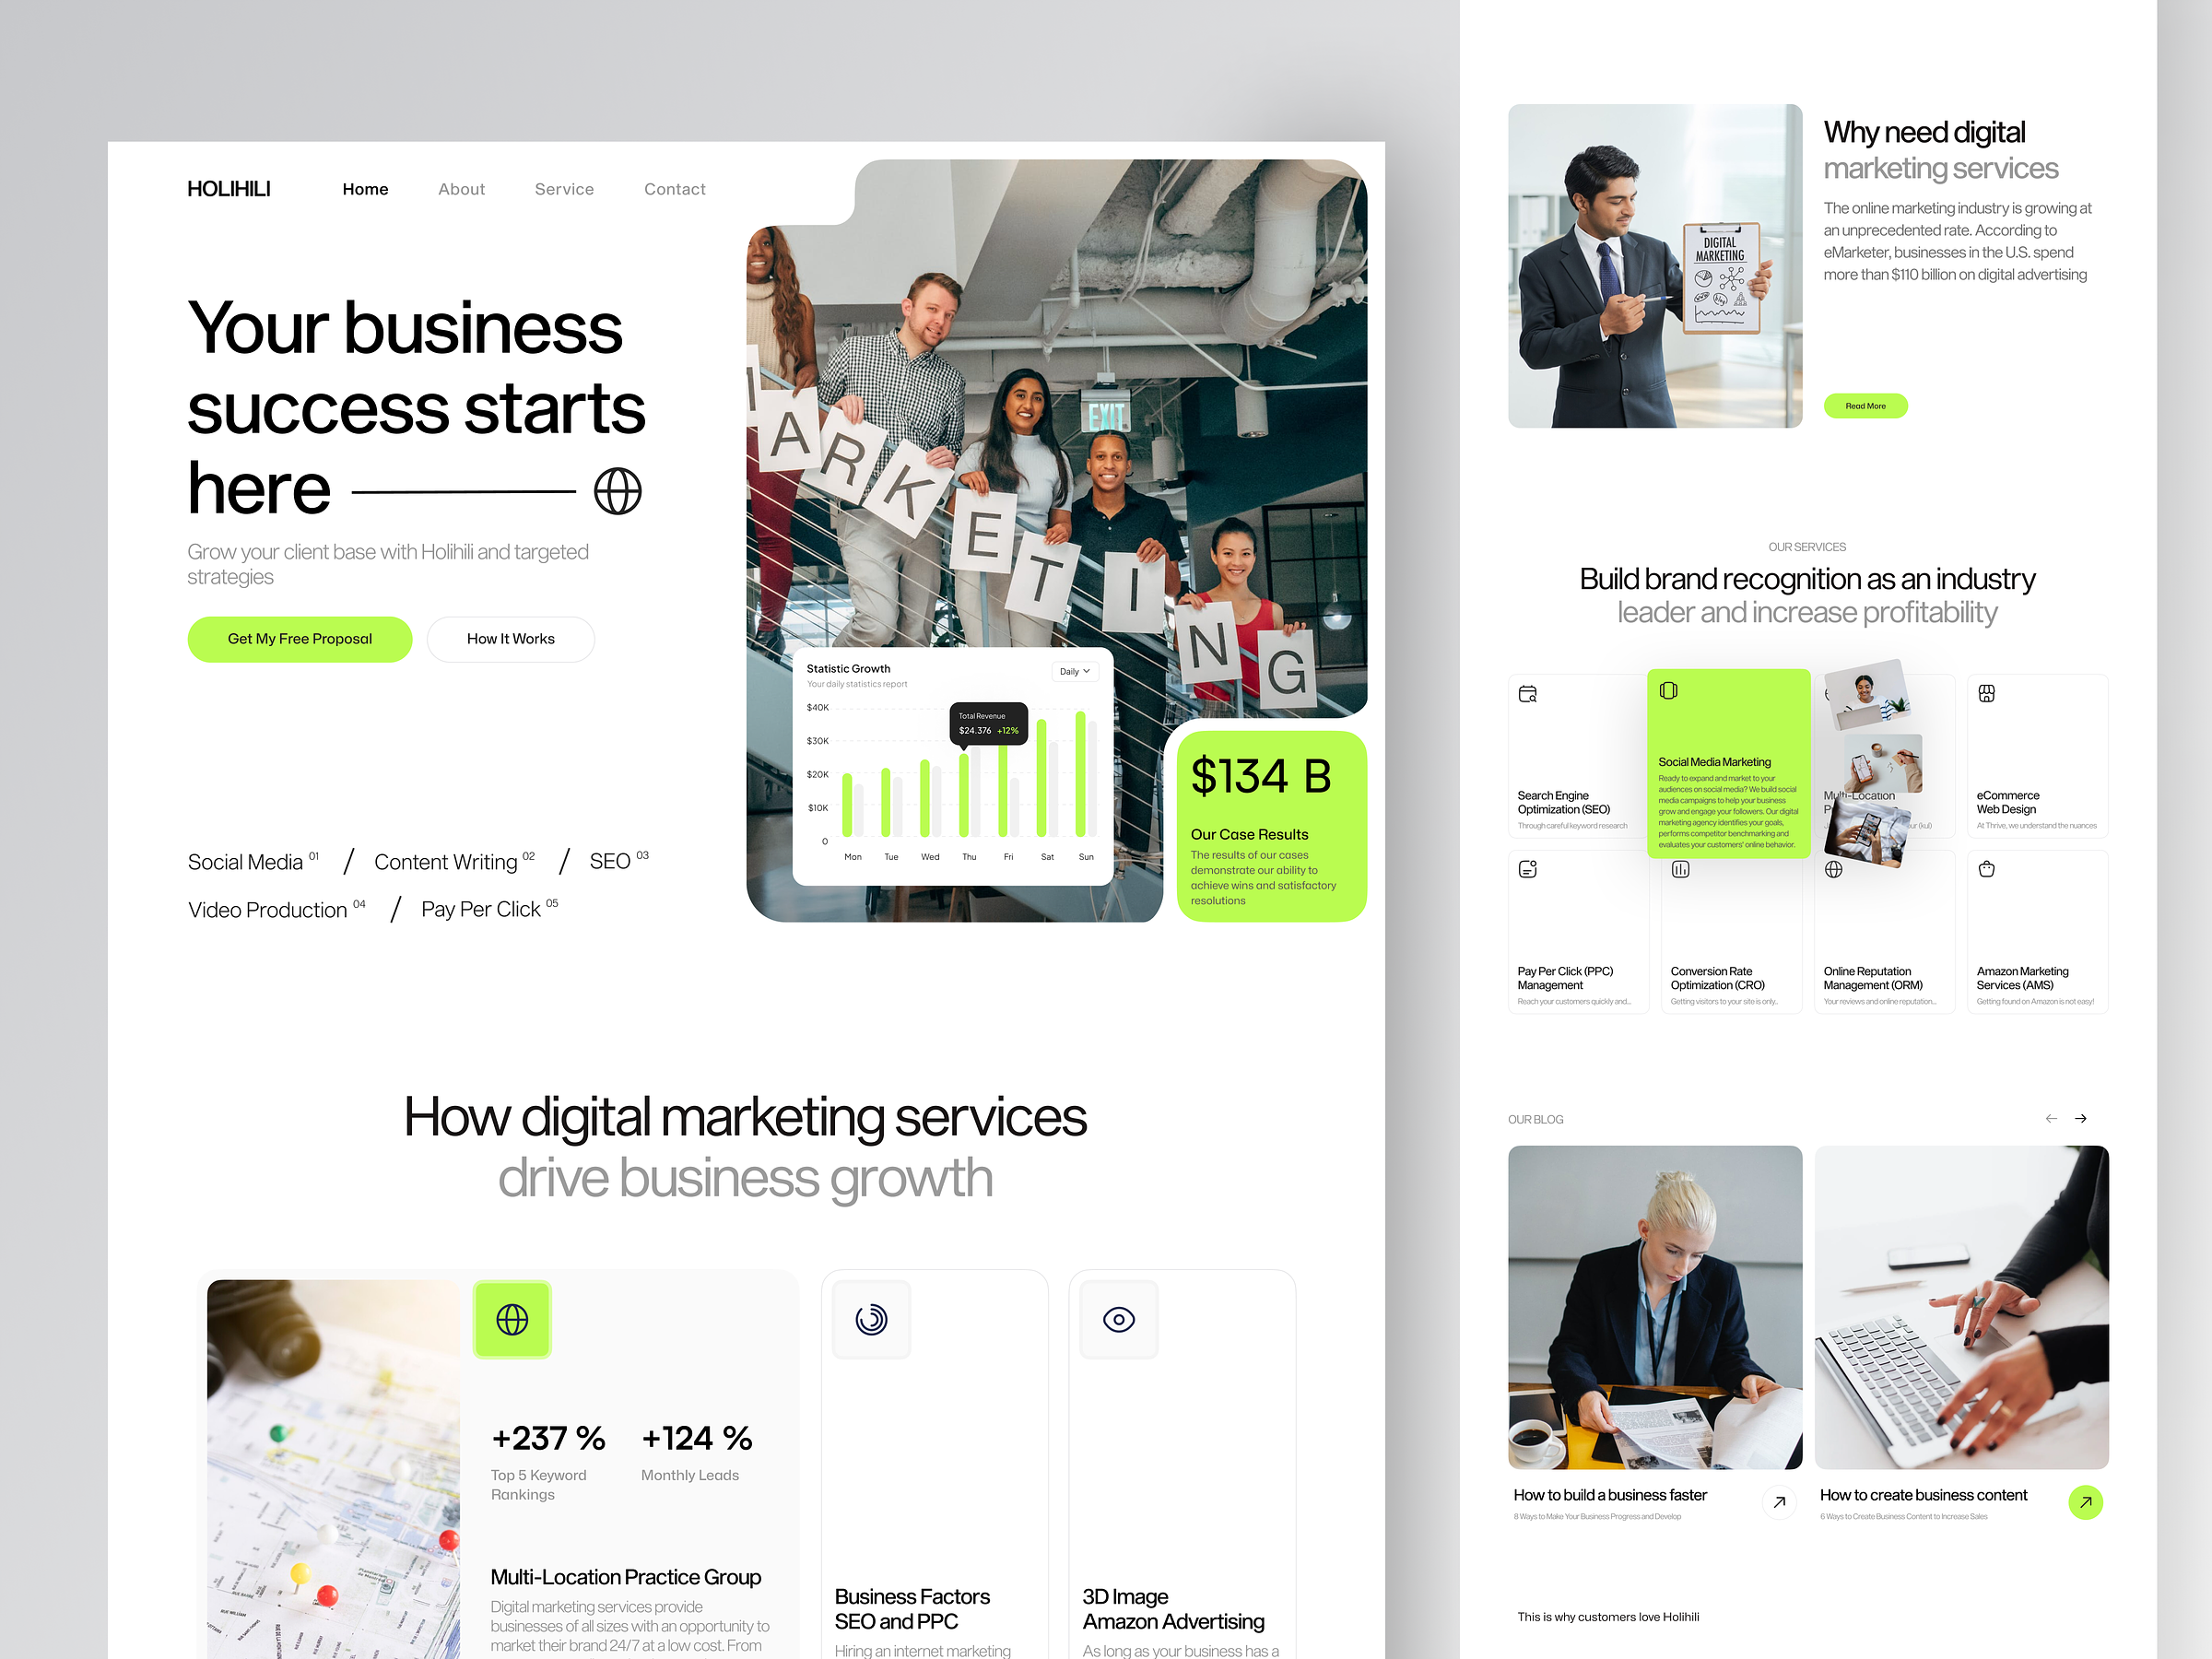 HOLIHILI
Home
About
Service
Contact
Your business
success starts
here
Grow your client base with Holihili and targeted
strategies
Get My Free Proposal
How It Works
Social Media 01 / Content Writing 02 / SEO 03
Video Production 04 / Pay Per Click 05
EXIT
A
R
K
E
T
I
N
G
Statistic Growth
Daily
Your daily statistics report
$40K
$30K
$20K
$10K
0
Total Revenue
$24.376 +12%
Mon
Tue
Wed
Thu
Fri
Sat
Sun
$134 B
Our Case Results
The results of our cases
demonstrate our ability to
achieve wins and satisfactory
resolutions
How digital marketing services
drive business growth
+237 %
Top 5 Keyword
Rankings
+124 %
Monthly Leads
Multi-Location Practice Group
Digital marketing services provide
businesses of all sizes with an opportunity to
market their brand 24/7 at a low cost. From
Business Factors
SEO and PPC
Hiring an internet marketing
3D Image
Amazon Advertising
As long as your business has a
DIGITAL
MARKETING
Why need digital
marketing services
The online marketing industry is growing at
an unprecedented rate. According to
eMarketer, businesses in the U.S. spend
more than $110 billion on digital advertising
Read More
OUR SERVICES
Build brand recognition as an industry
leader and increase profitability
Search Engine
Optimization (SEO)
Through careful keyword research
Social Media Marketing
Ready to expand and market to your
audiences on social media? We build social
media campaigns to help your business
grow and engage your followers. Our digital
marketing agency identifies your goals,
performs competitor benchmarking and
evaluates your customers' online behavior.
Multi-Location
eCommerce
Web Design
At Thrive, we understand the nuances
Pay Per Click (PPC)
Management
Reach your customers quickly and...
Conversion Rate
Optimization (CRO)
Getting visitors to your site is only..
Online Reputation
Management (ORM)
Your reviews and online reputation...
Amazon Marketing
Services (AMS)
Getting found on Amazon is not easy!
OUR BLOG
How to build a business faster
8 Ways to Make Your Business Progress and Develop
How to create business content
6 Ways to Create Business Content to Increase Sales
This is why customers love Holihili